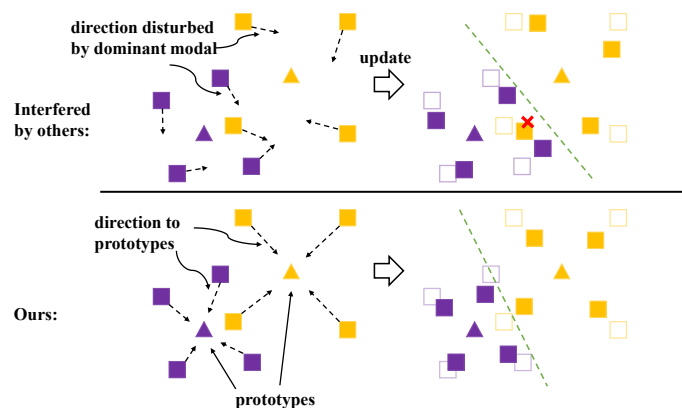 direction disturbed
by dominant modal
update
Interfered
by others:
direction to
prototypes
Ours:
prototypes